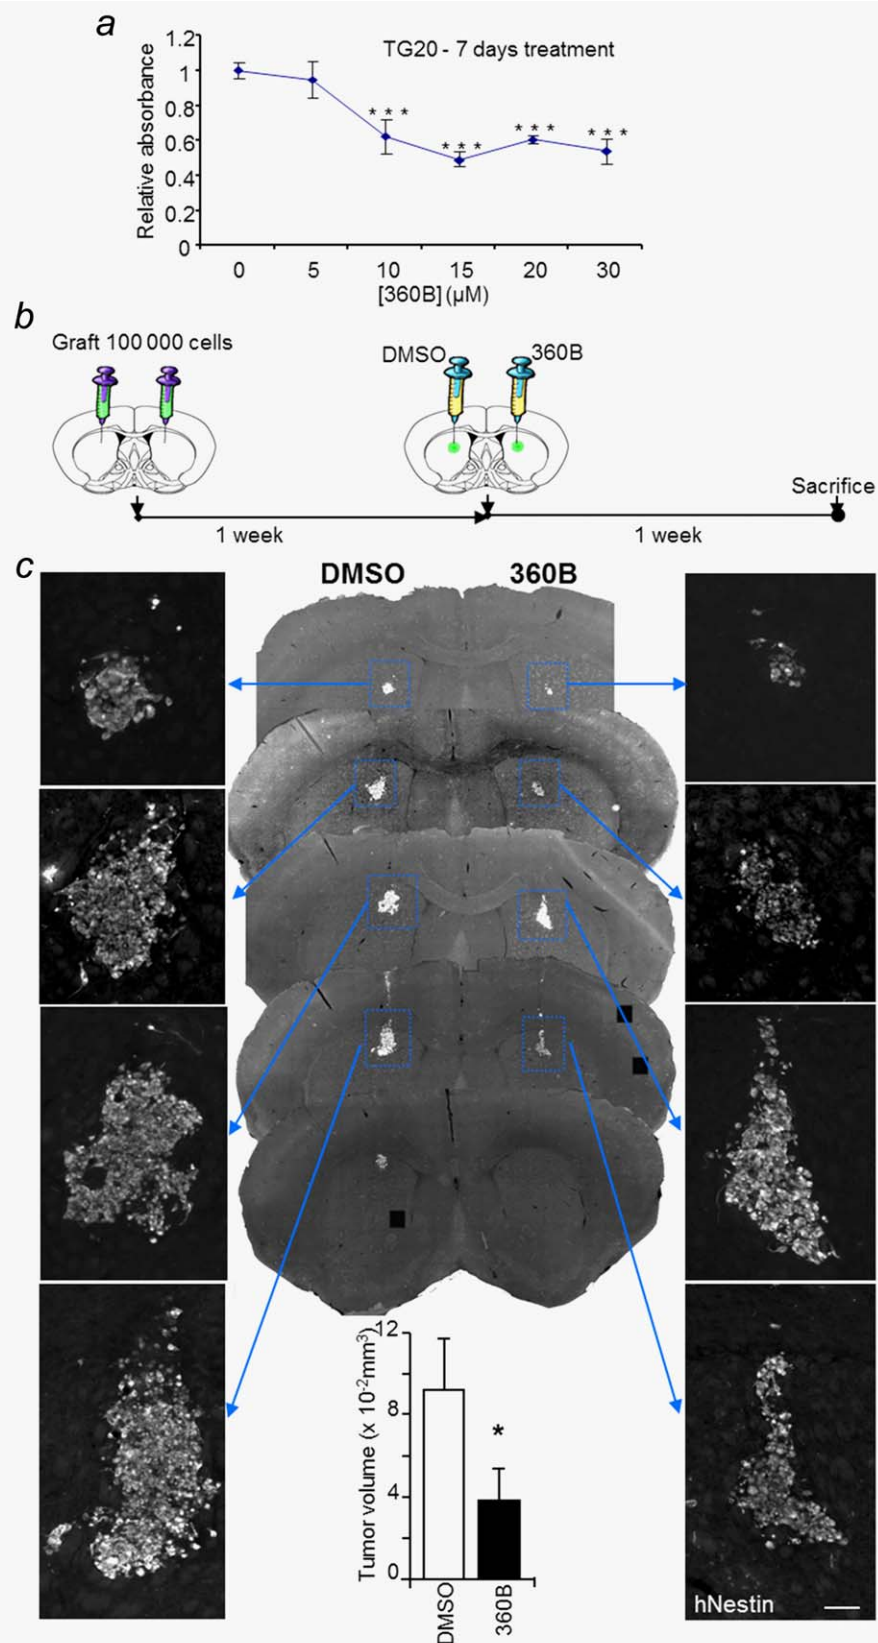 a
TG20 - 7 days treatment
Relative absorbance
1.2
1
0.8
0.6
0.4
0.2
0
* * *
* * *
* * *
* * *
0 5 10 15 20 30
[360B] (µM)
b
Graft 100 000 cells
DMSO 360B
Sacrifice
1 week 1 week
c
DMSO 360B
Tumor volume (x 10-2mm3)
12
8
4
0
*
DMSO
360B
hNestin